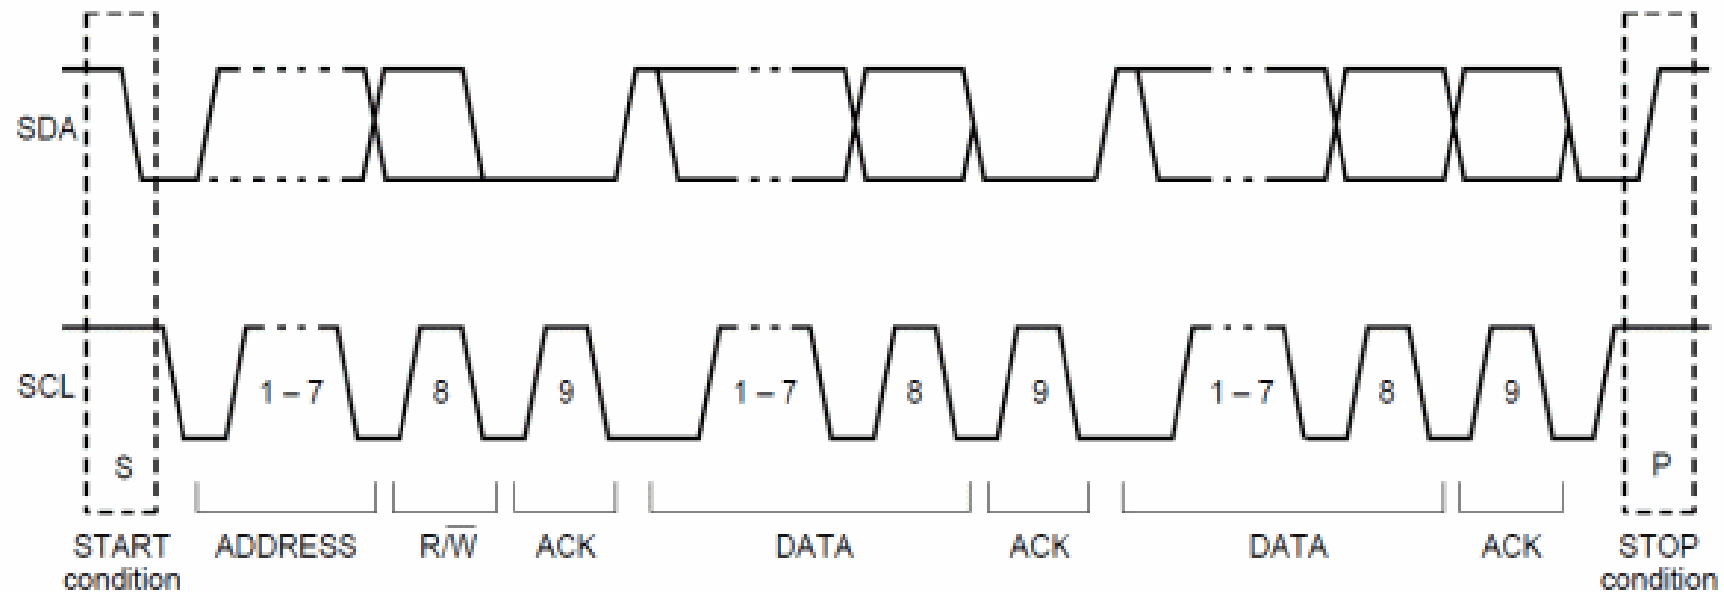 SDA
SCL
1 – 7 8 9 1 – 7 8 9 1 – 7 8 9
S P
START ADDRESS R/W̅ ACK DATA ACK DATA ACK STOP
condition condition